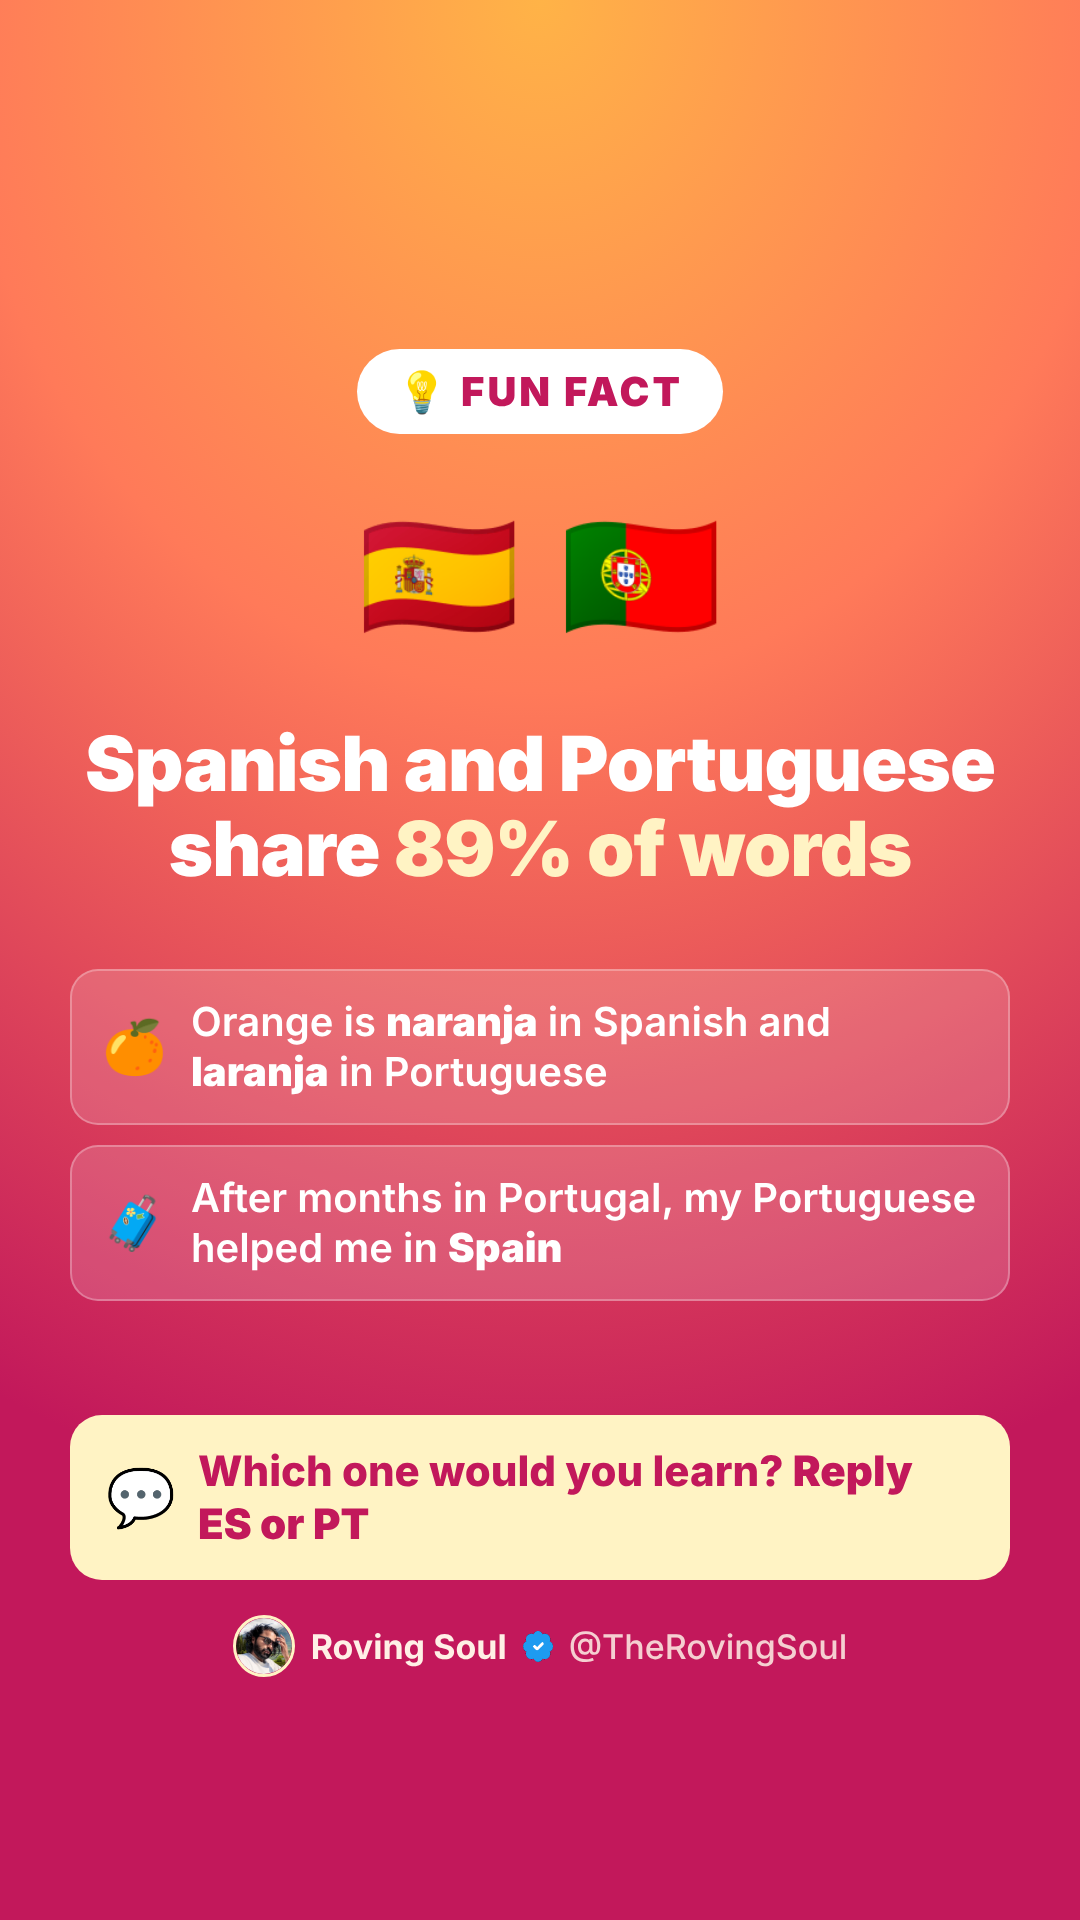 💡 FUN FACT
Spanish and Portuguese
share 89% of words
Orange is naranja in Spanish and
laranja in Portuguese
After months in Portugal, my Portuguese
helped me in Spain
Which one would you learn? Reply
ES or PT
Roving Soul @TheRovingSoul